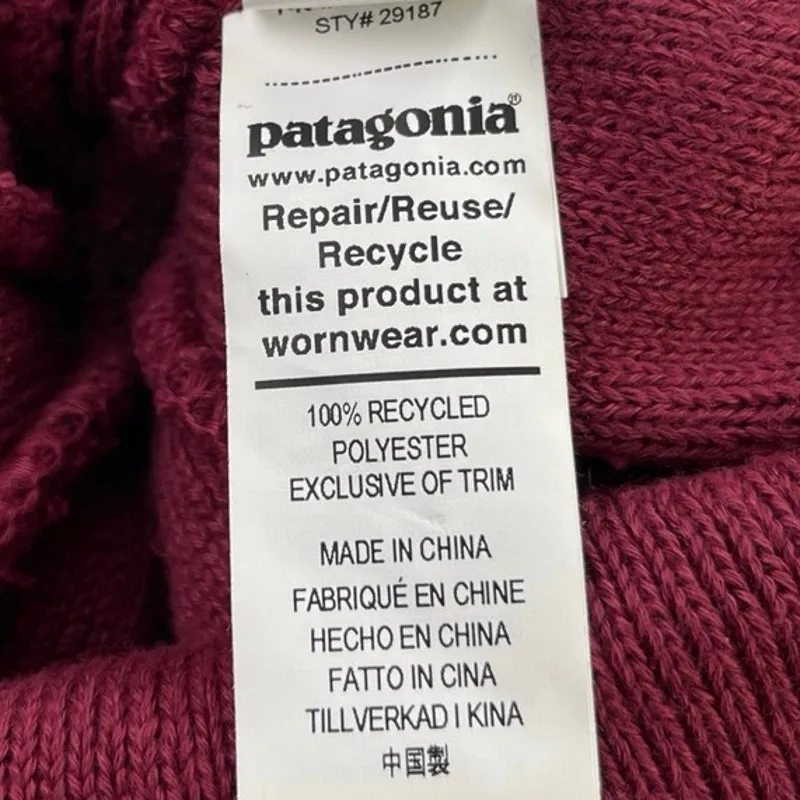 STY# 29187
patagonia®
www.patagonia.com
Repair/Reuse/
Recycle
this product at
wornwear.com
100% RECYCLED
POLYESTER
EXCLUSIVE OF TRIM
MADE IN CHINA
FABRIQUÉ EN CHINE
HECHO EN CHINA
FATTO IN CINA
TILLVERKAD I KINA
中国製